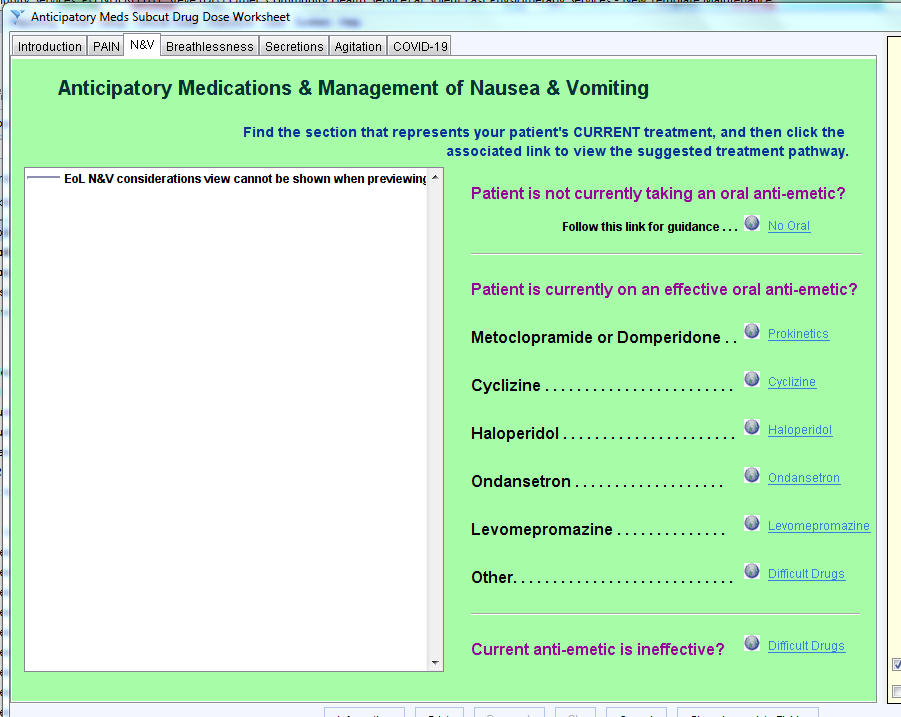 Anticipatory Meds Subcut Drug Dose Worksheet
Introduction PAIN N&V Breathlessness Secretions Agitation COVID-19
Anticipatory Medications & Management of Nausea & Vomiting
Find the section that represents your patient's CURRENT treatment, and then click the
associated link to view the suggested treatment pathway.
EoL N&V considerations view cannot be shown when previewing
Patient is not currently taking an oral anti-emetic?
Follow this link for guidance . . . No Oral
Patient is currently on an effective oral anti-emetic?
Metoclopramide or Domperidone . . Prokinetics
Cyclizine . . . . . . . . . . . . . . . . . . . . . . . Cyclizine
Haloperidol . . . . . . . . . . . . . . . . . . . . . . Haloperidol
Ondansetron . . . . . . . . . . . . . . . . . . . Ondansetron
Levomepromazine . . . . . . . . . . . . . . Levomepromazine
Other. . . . . . . . . . . . . . . . . . . . . . . . . . . . Difficult Drugs
Current anti-emetic is ineffective? Difficult Drugs